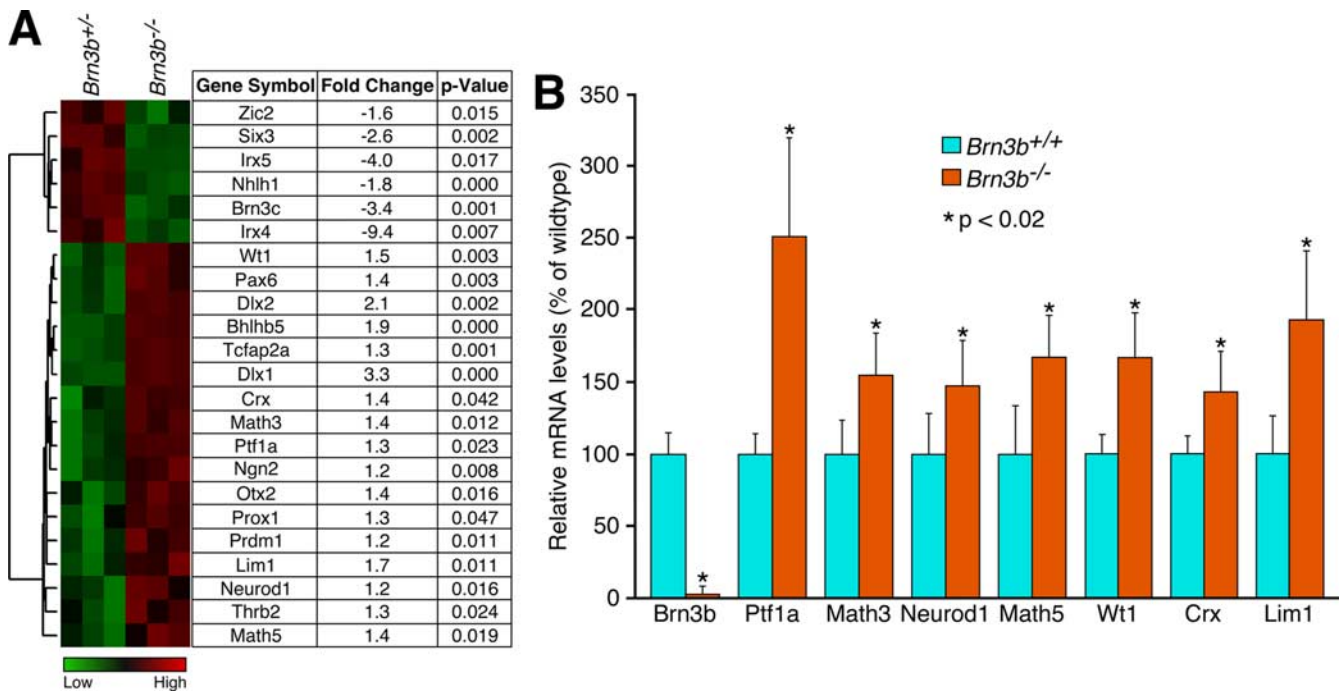 A
Brn3b+/-
Brn3b-/-
Gene Symbol Fold Change p-Value
Zic2 -1.6 0.015
Six3 -2.6 0.002
Irx5 -4.0 0.017
Nhlh1 -1.8 0.000
Brn3c -3.4 0.001
Irx4 -9.4 0.007
Wt1 1.5 0.003
Pax6 1.4 0.003
Dlx2 2.1 0.002
Bhlhb5 1.9 0.000
Tcfap2a 1.3 0.001
Dlx1 3.3 0.000
Crx 1.4 0.042
Math3 1.4 0.012
Ptf1a 1.3 0.023
Ngn2 1.2 0.008
Otx2 1.4 0.016
Prox1 1.3 0.047
Prdm1 1.2 0.011
Lim1 1.7 0.011
Neurod1 1.2 0.016
Thrb2 1.3 0.024
Math5 1.4 0.019
Low High
B
Relative mRNA levels (% of wildtype)
350
300
250
200
150
100
50
0
Brn3b+/+
Brn3b-/-
* p < 0.02
* * * * * * * *
Brn3b Ptf1a Math3 Neurod1 Math5 Wt1 Crx Lim1